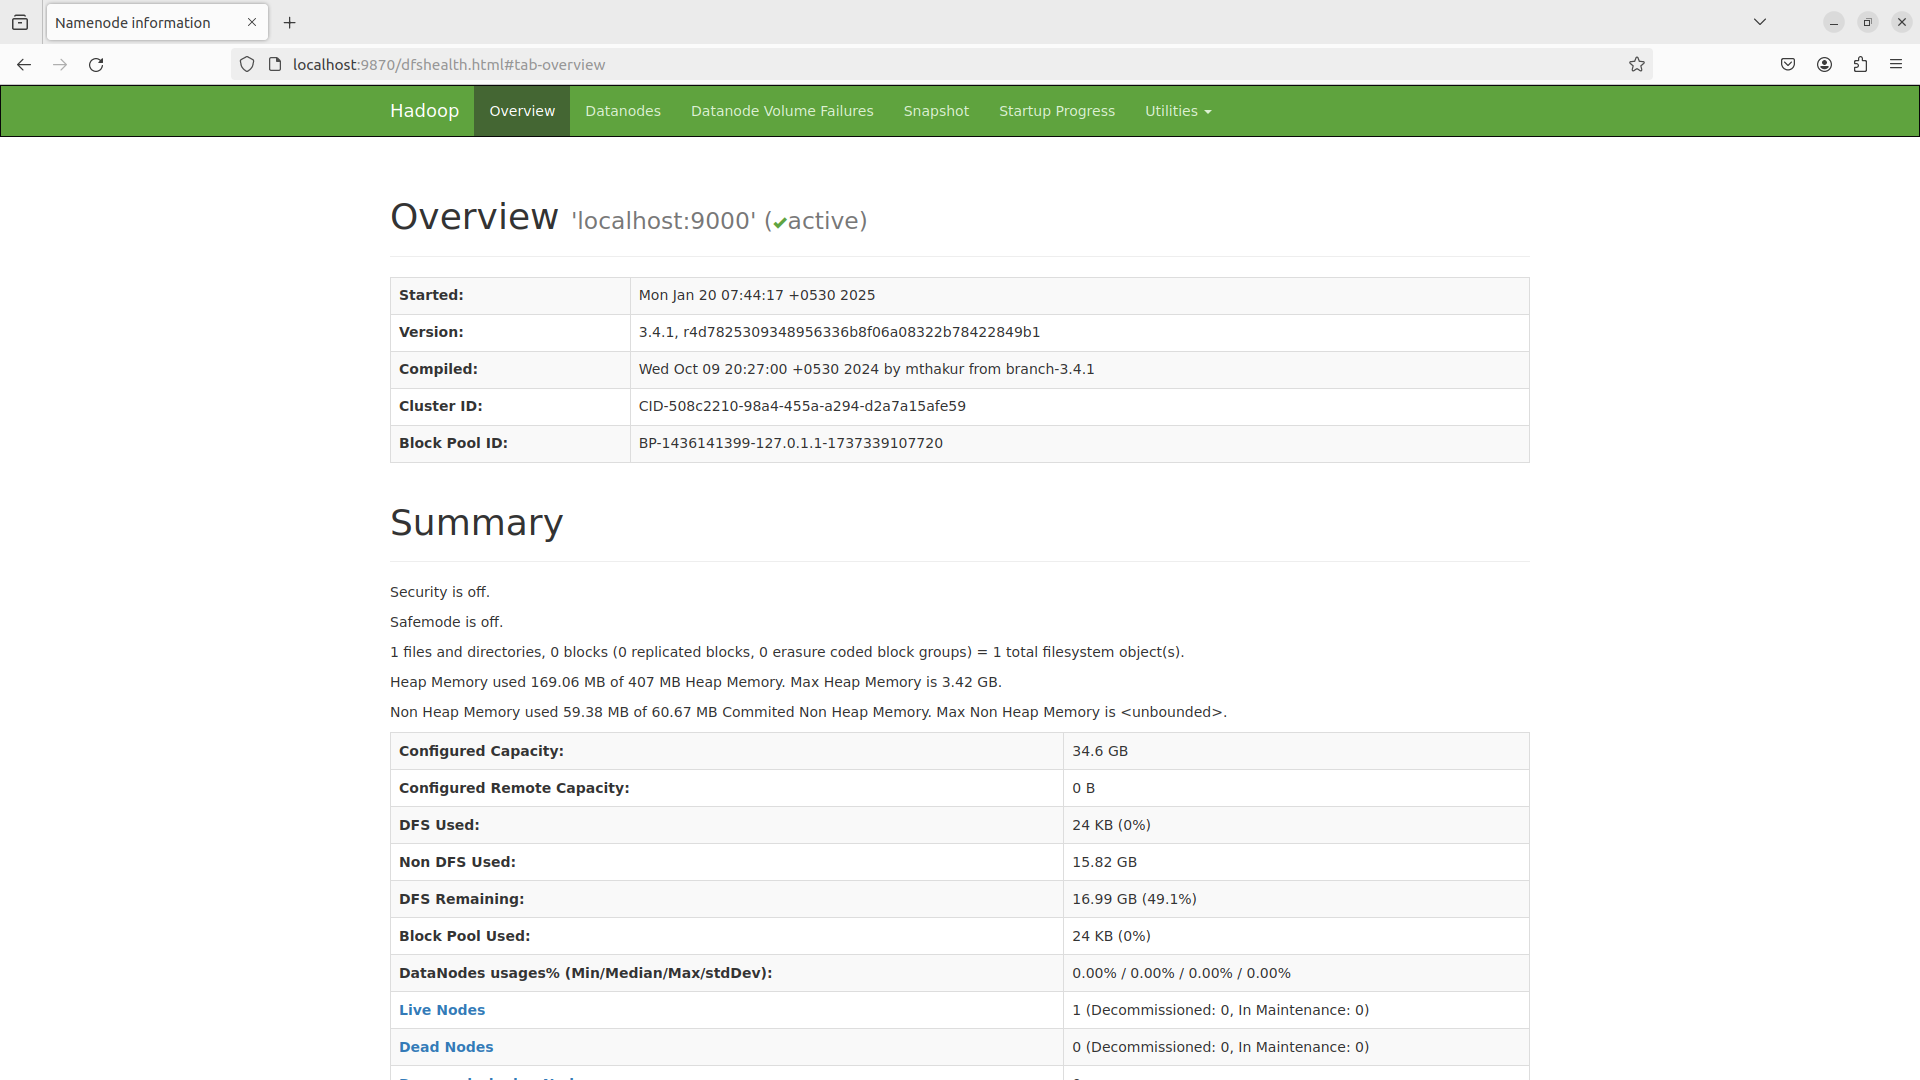 Namenode information
localhost:9870/dfshealth.html#tab-overview
Hadoop Overview Datanodes Datanode Volume Failures Snapshot Startup Progress Utilities
Overview 'localhost:9000' (✔active)
Started: Mon Jan 20 07:44:17 +0530 2025
Version: 3.4.1, r4d7825309348956336b8f06a08322b78422849b1
Compiled: Wed Oct 09 20:27:00 +0530 2024 by mthakur from branch-3.4.1
Cluster ID: CID-508c2210-98a4-455a-a294-d2a7a15afe59
Block Pool ID: BP-1436141399-127.0.1.1-1737339107720
Summary
Security is off.
Safemode is off.
1 files and directories, 0 blocks (0 replicated blocks, 0 erasure coded block groups) = 1 total filesystem object(s).
Heap Memory used 169.06 MB of 407 MB Heap Memory. Max Heap Memory is 3.42 GB.
Non Heap Memory used 59.38 MB of 60.67 MB Commited Non Heap Memory. Max Non Heap Memory is <unbounded>.
Configured Capacity: 34.6 GB
Configured Remote Capacity: 0 B
DFS Used: 24 KB (0%)
Non DFS Used: 15.82 GB
DFS Remaining: 16.99 GB (49.1%)
Block Pool Used: 24 KB (0%)
DataNodes usages% (Min/Median/Max/stdDev): 0.00% / 0.00% / 0.00% / 0.00%
Live Nodes 1 (Decommissioned: 0, In Maintenance: 0)
Dead Nodes 0 (Decommissioned: 0, In Maintenance: 0)